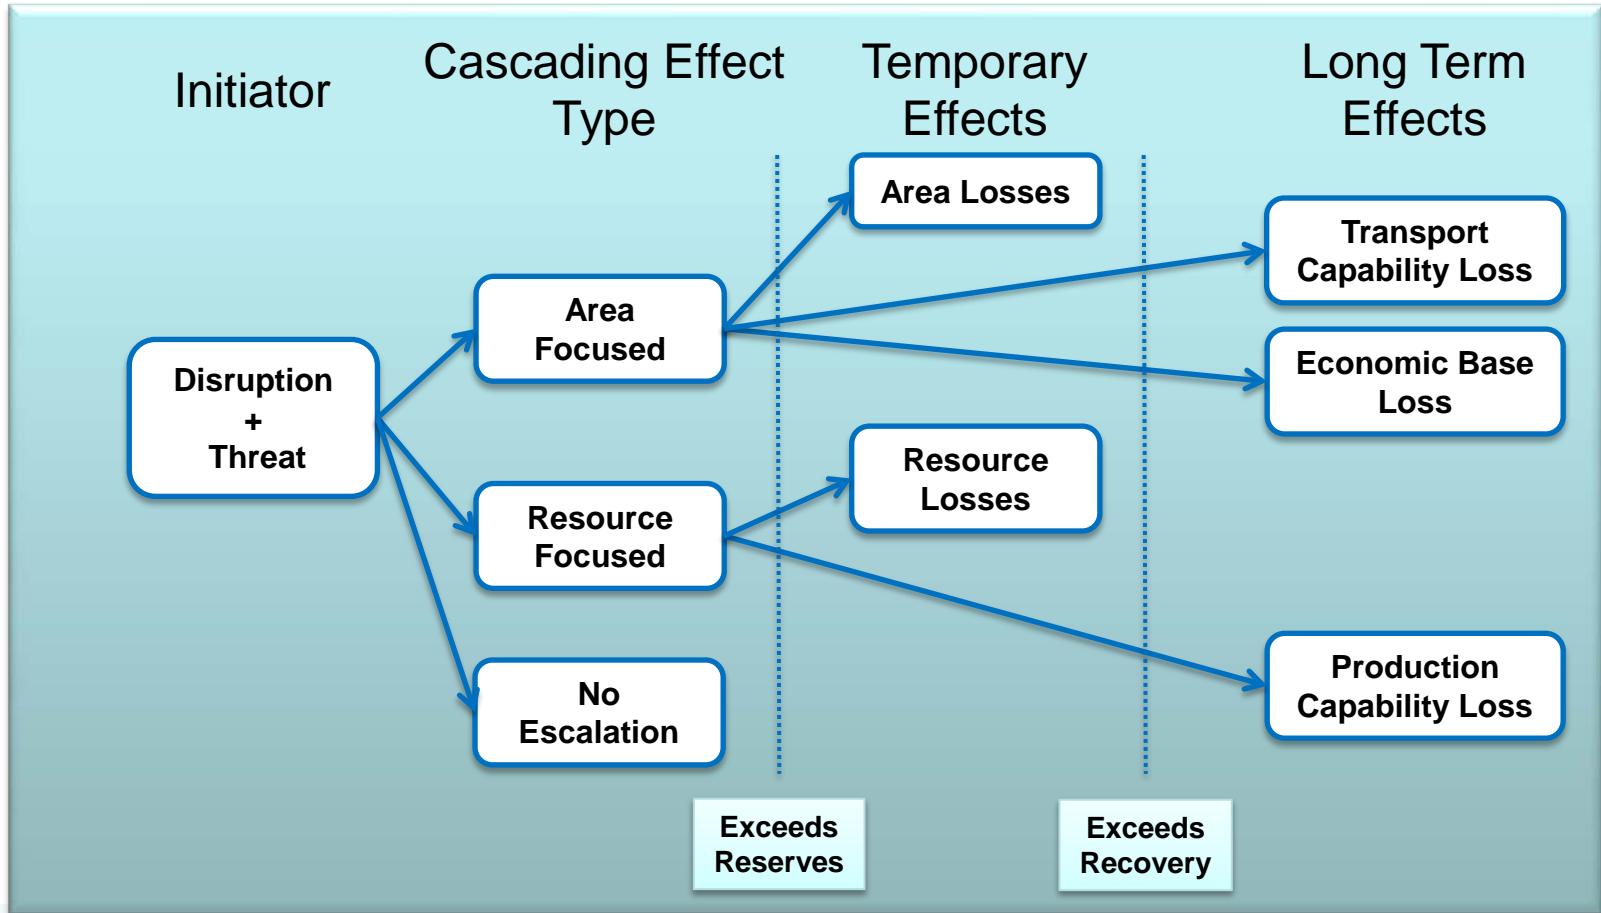 Initiator
Cascading Effect
Type
Temporary
Effects
Long Term
Effects
Disruption
+
Threat
Area
Focused
Resource
Focused
No
Escalation
Area Losses
Resource
Losses
Transport
Capability Loss
Economic Base
Loss
Production
Capability Loss
Exceeds
Reserves
Exceeds
Recovery